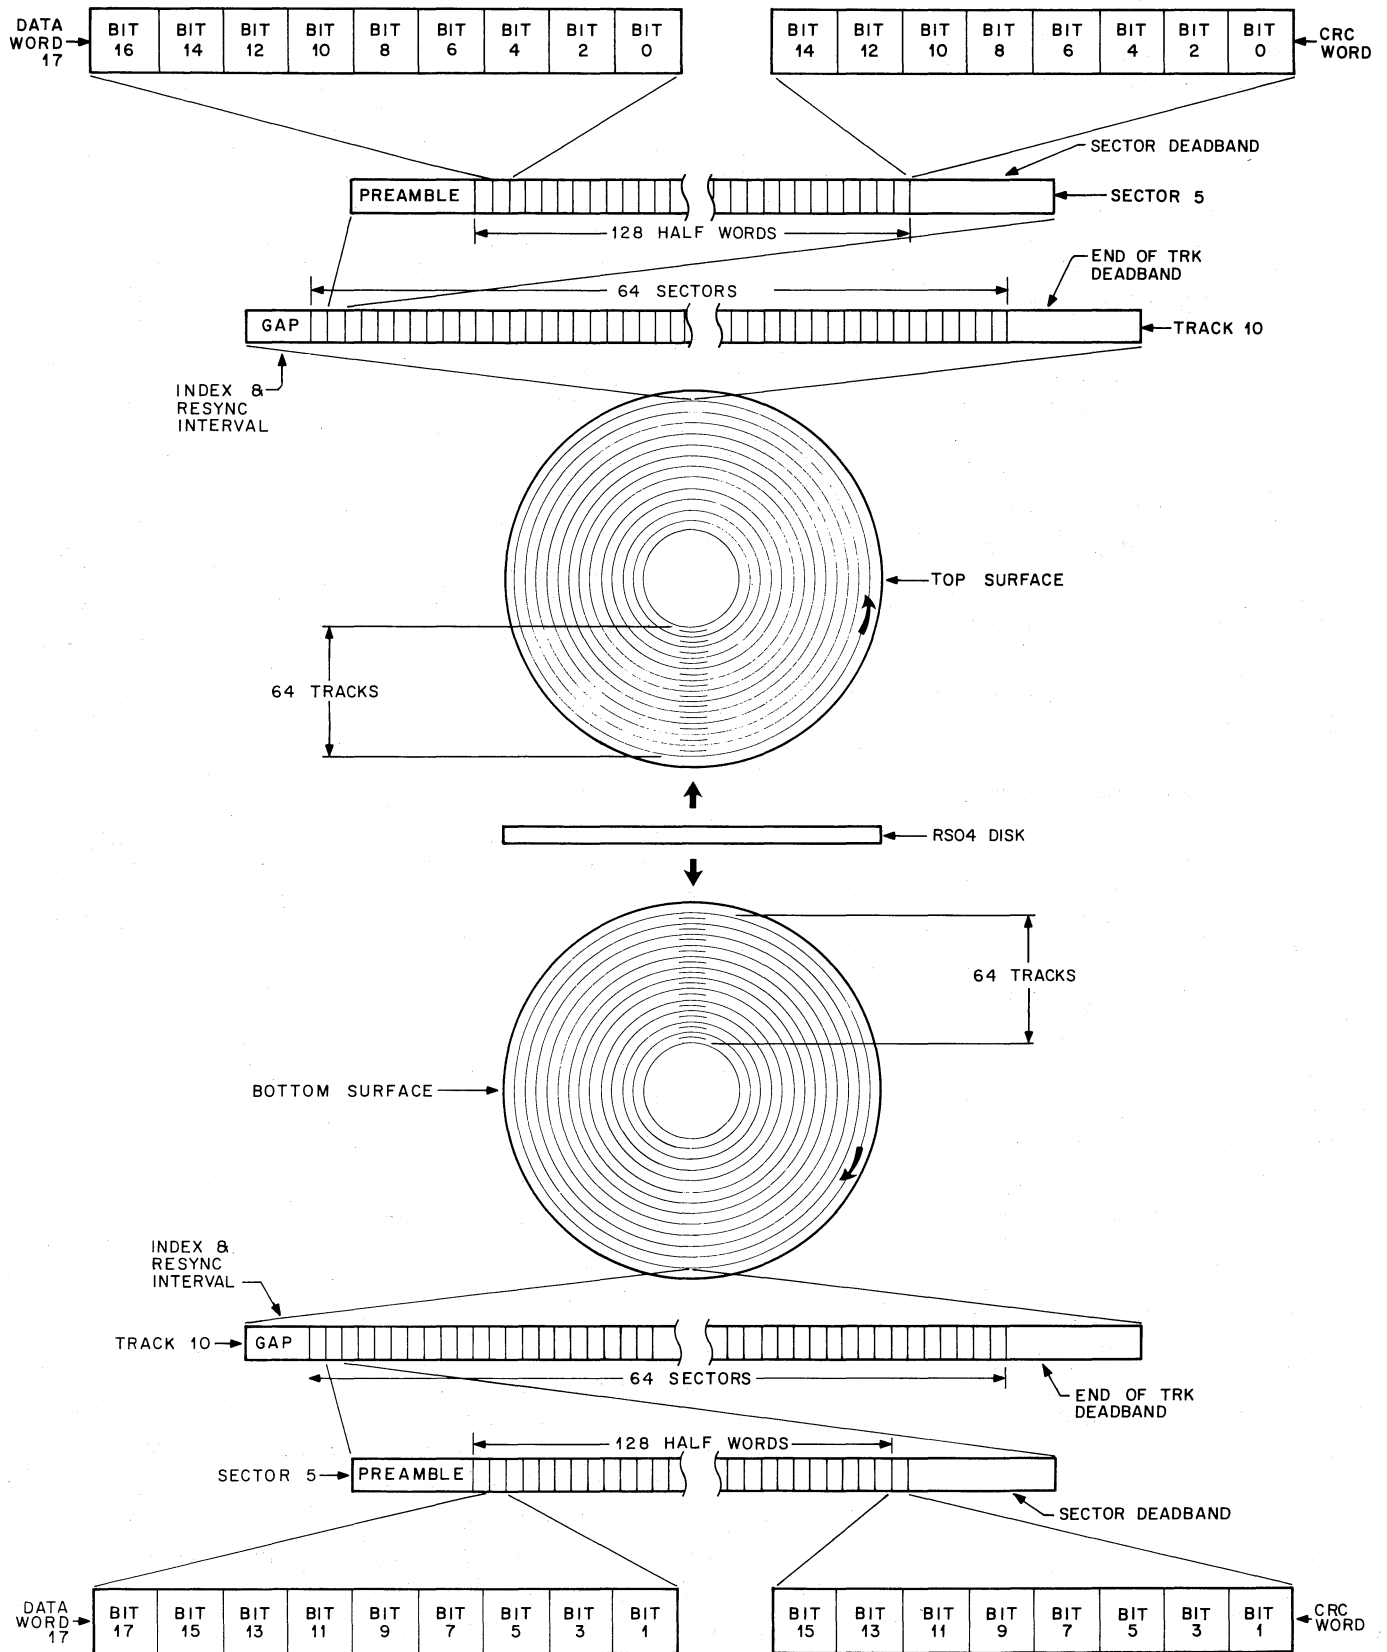 DATA
WORD
17
BIT 16
BIT 14
BIT 12
BIT 10
BIT 8
BIT 6
BIT 4
BIT 2
BIT 0
BIT 14
BIT 12
BIT 10
BIT 8
BIT 6
BIT 4
BIT 2
BIT 0
CRC
WORD
SECTOR DEADBAND
PREAMBLE
SECTOR 5
128 HALF WORDS
END OF TRK
DEADBAND
64 SECTORS
GAP
TRACK 10
INDEX &
RESYNC
INTERVAL
TOP SURFACE
64 TRACKS
RS04 DISK
64 TRACKS
BOTTOM SURFACE
INDEX &
RESYNC
INTERVAL
TRACK 10
GAP
64 SECTORS
END OF TRK
DEADBAND
128 HALF WORDS
SECTOR 5
PREAMBLE
SECTOR DEADBAND
DATA
WORD
17
BIT 17
BIT 15
BIT 13
BIT 11
BIT 9
BIT 7
BIT 5
BIT 3
BIT 1
BIT 15
BIT 13
BIT 11
BIT 9
BIT 7
BIT 5
BIT 3
BIT 1
CRC
WORD